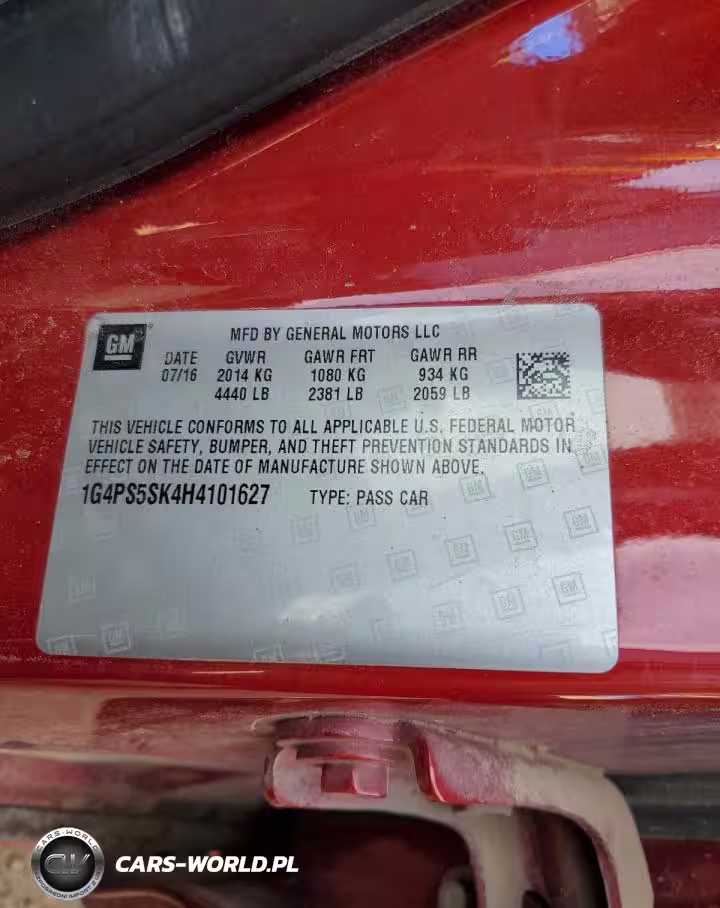 GM
MFD BY GENERAL MOTORS LLC
DATE GVWR GAWR FRT GAWR RR
07/16 2014 KG 1080 KG 934 KG
4440 LB 2381 LB 2059 LB
THIS VEHICLE CONFORMS TO ALL APPLICABLE U.S. FEDERAL MOTOR
VEHICLE SAFETY, BUMPER, AND THEFT PREVENTION STANDARDS IN
EFFECT ON THE DATE OF MANUFACTURE SHOWN ABOVE.
1G4PS5SK4H4101627 TYPE: PASS CAR
CARS-WORLD
CW
CARS-WORLD.PL